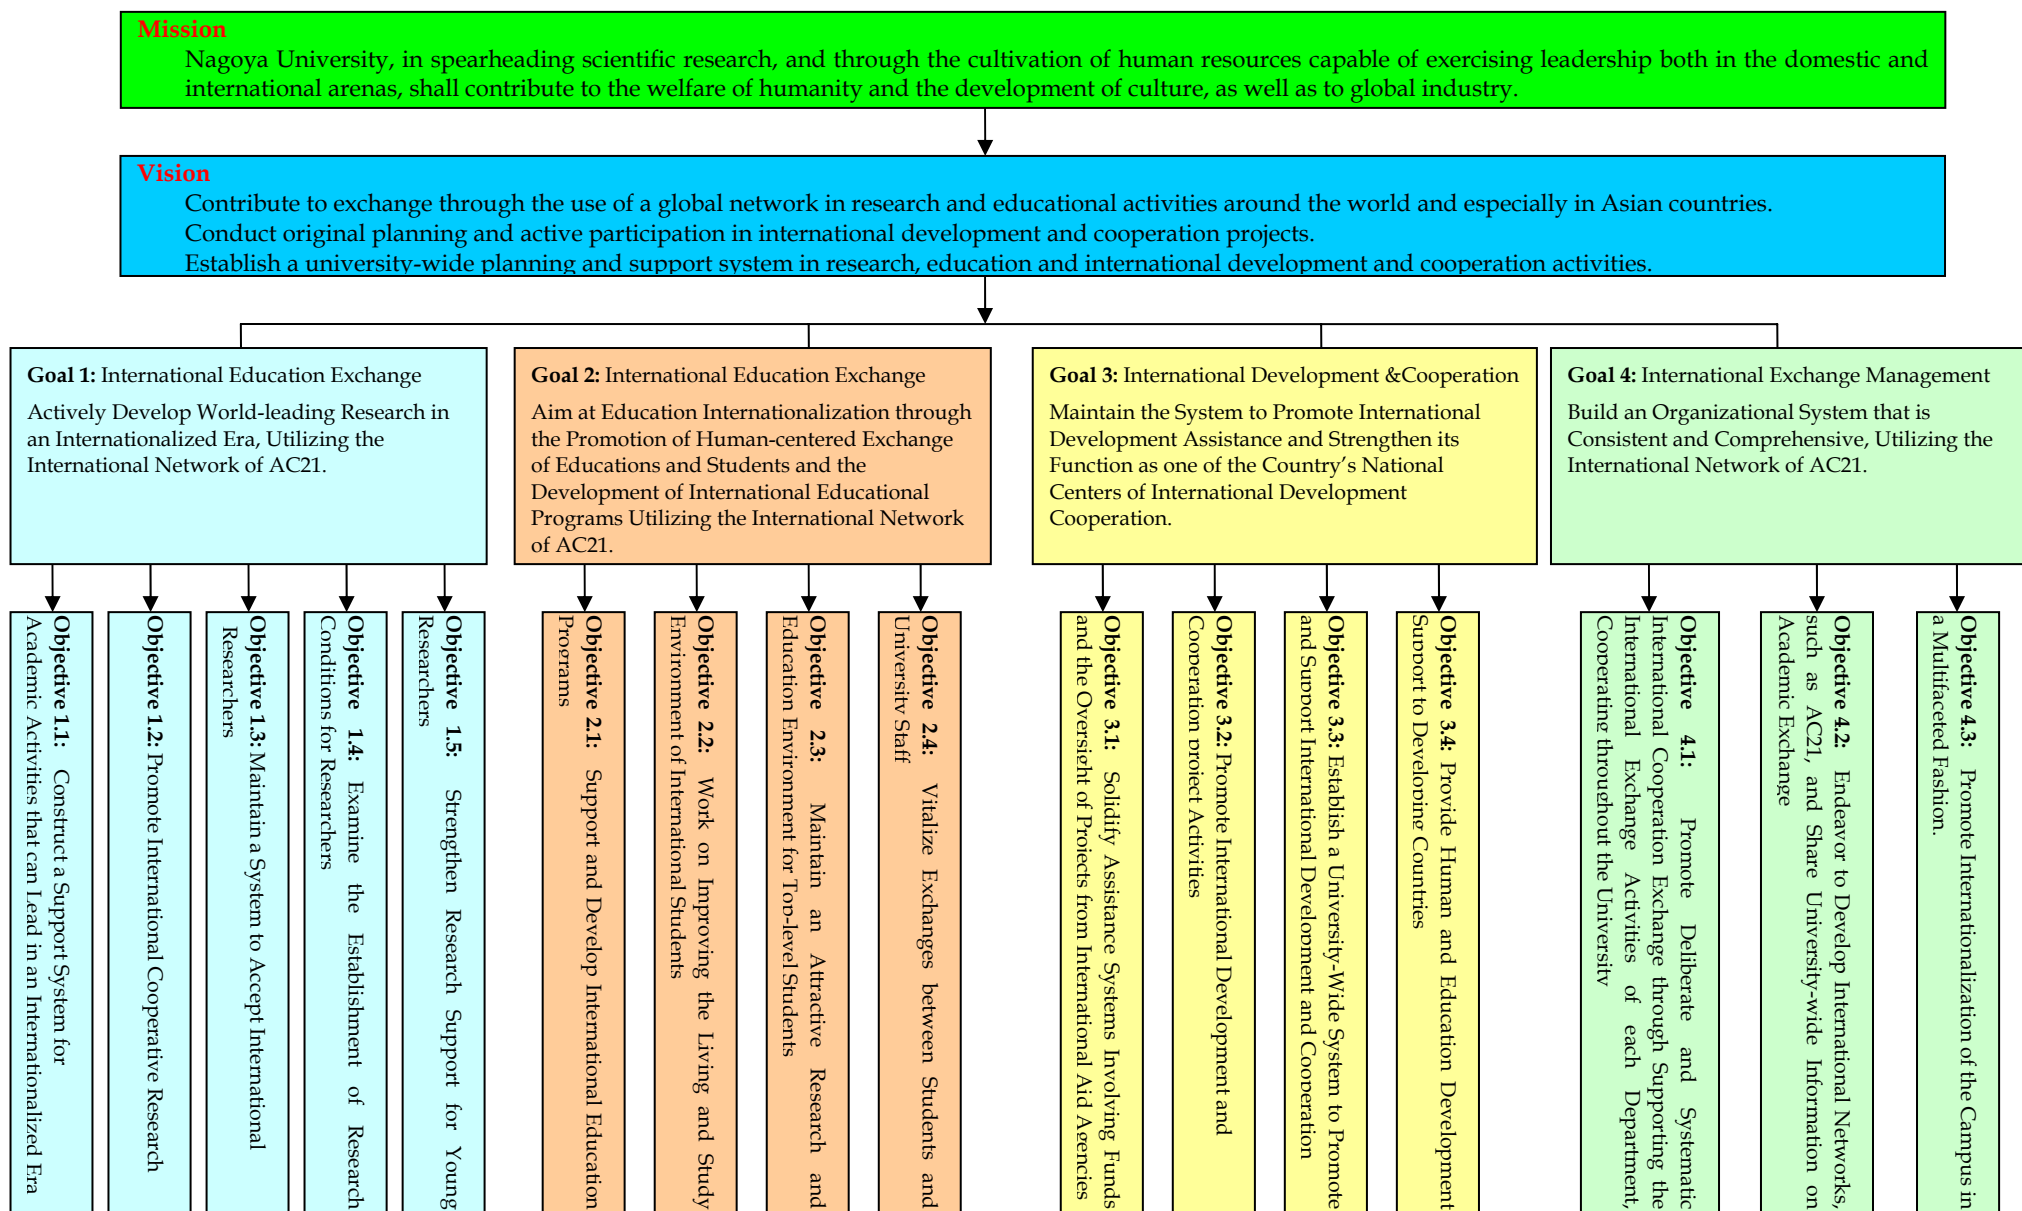 Mission
Nagoya University, in spearheading scientific research, and through the cultivation of human resources capable of exercising leadership both in the domestic and
international arenas, shall contribute to the welfare of humanity and the development of culture, as well as to global industry.
Vision
Contribute to exchange through the use of a global network in research and educational activities around the world and especially in Asian countries.
Conduct original planning and active participation in international development and cooperation projects.
Establish a university-wide planning and support system in research, education and international development and cooperation activities.
Goal 1: International Education Exchange
Actively Develop World-leading Research in
an Internationalized Era, Utilizing the
International Network of AC21.
Goal 2: International Education Exchange
Aim at Education Internationalization through
the Promotion of Human-centered Exchange
of Educations and Students and the
Development of International Educational
Programs Utilizing the International Network
of AC21.
Goal 3: International Development &Cooperation
Maintain the System to Promote International
Development Assistance and Strengthen its
Function as one of the Country's National
Centers of International Development
Cooperation.
Goal 4: International Exchange Management
Build an Organizational System that is
Consistent and Comprehensive, Utilizing the
International Network of AC21.
Objective 1.1: Construct a Support System for
Academic Activities that can Lead in an Internationalized Era
Objective 1.2: Promote International Cooperative Research
Objective 1.3: Maintain a System to Accept International
Researchers
Objective 1.4: Examine the Establishment of Research
Conditions for Researchers
Objective 1.5: Strengthen Research Support for Young
Researchers
Objective 2.1: Support and Develop International Education
Programs
Objective 2.2: Work on Improving the Living and Study
Environment of International Students
Objective 2.3: Maintain an Attractive Research and
Education Environment for Top-level Students
Objective 2.4: Vitalize Exchanges between Students and
University Staff
Objective 3.1: Solidify Assistance Systems Involving Funds
and the Oversight of Projects from International Aid Agencies
Objective 3.2: Promote International Development and
Cooperation project Activities
Objective 3.3: Establish a University-Wide System to Promote
and Support International Development and Cooperation
Objective 3.4: Provide Human and Education Development
Support to Developing Countries
Objective 4.1: Promote Deliberate and Systematic
International Cooperation Exchange through Supporting the
International Exchange Activities of each Department,
Cooperating throughout the University
Objective 4.2: Endeavor to Develop International Networks,
such as AC21, and Share University-wide Information on
Academic Exchange
Objective 4.3: Promote Internationalization of the Campus in
a Multifaceted Fashion.